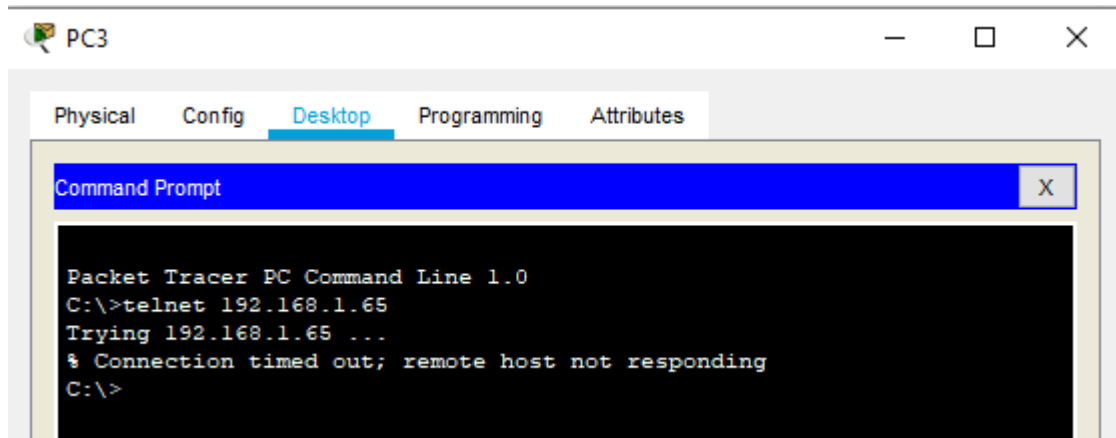 PC3
Physical Config Desktop Programming Attributes
Command Prompt X
Packet Tracer PC Command Line 1.0
C:\>telnet 192.168.1.65
Trying 192.168.1.65 ...
% Connection timed out; remote host not responding
C:\>